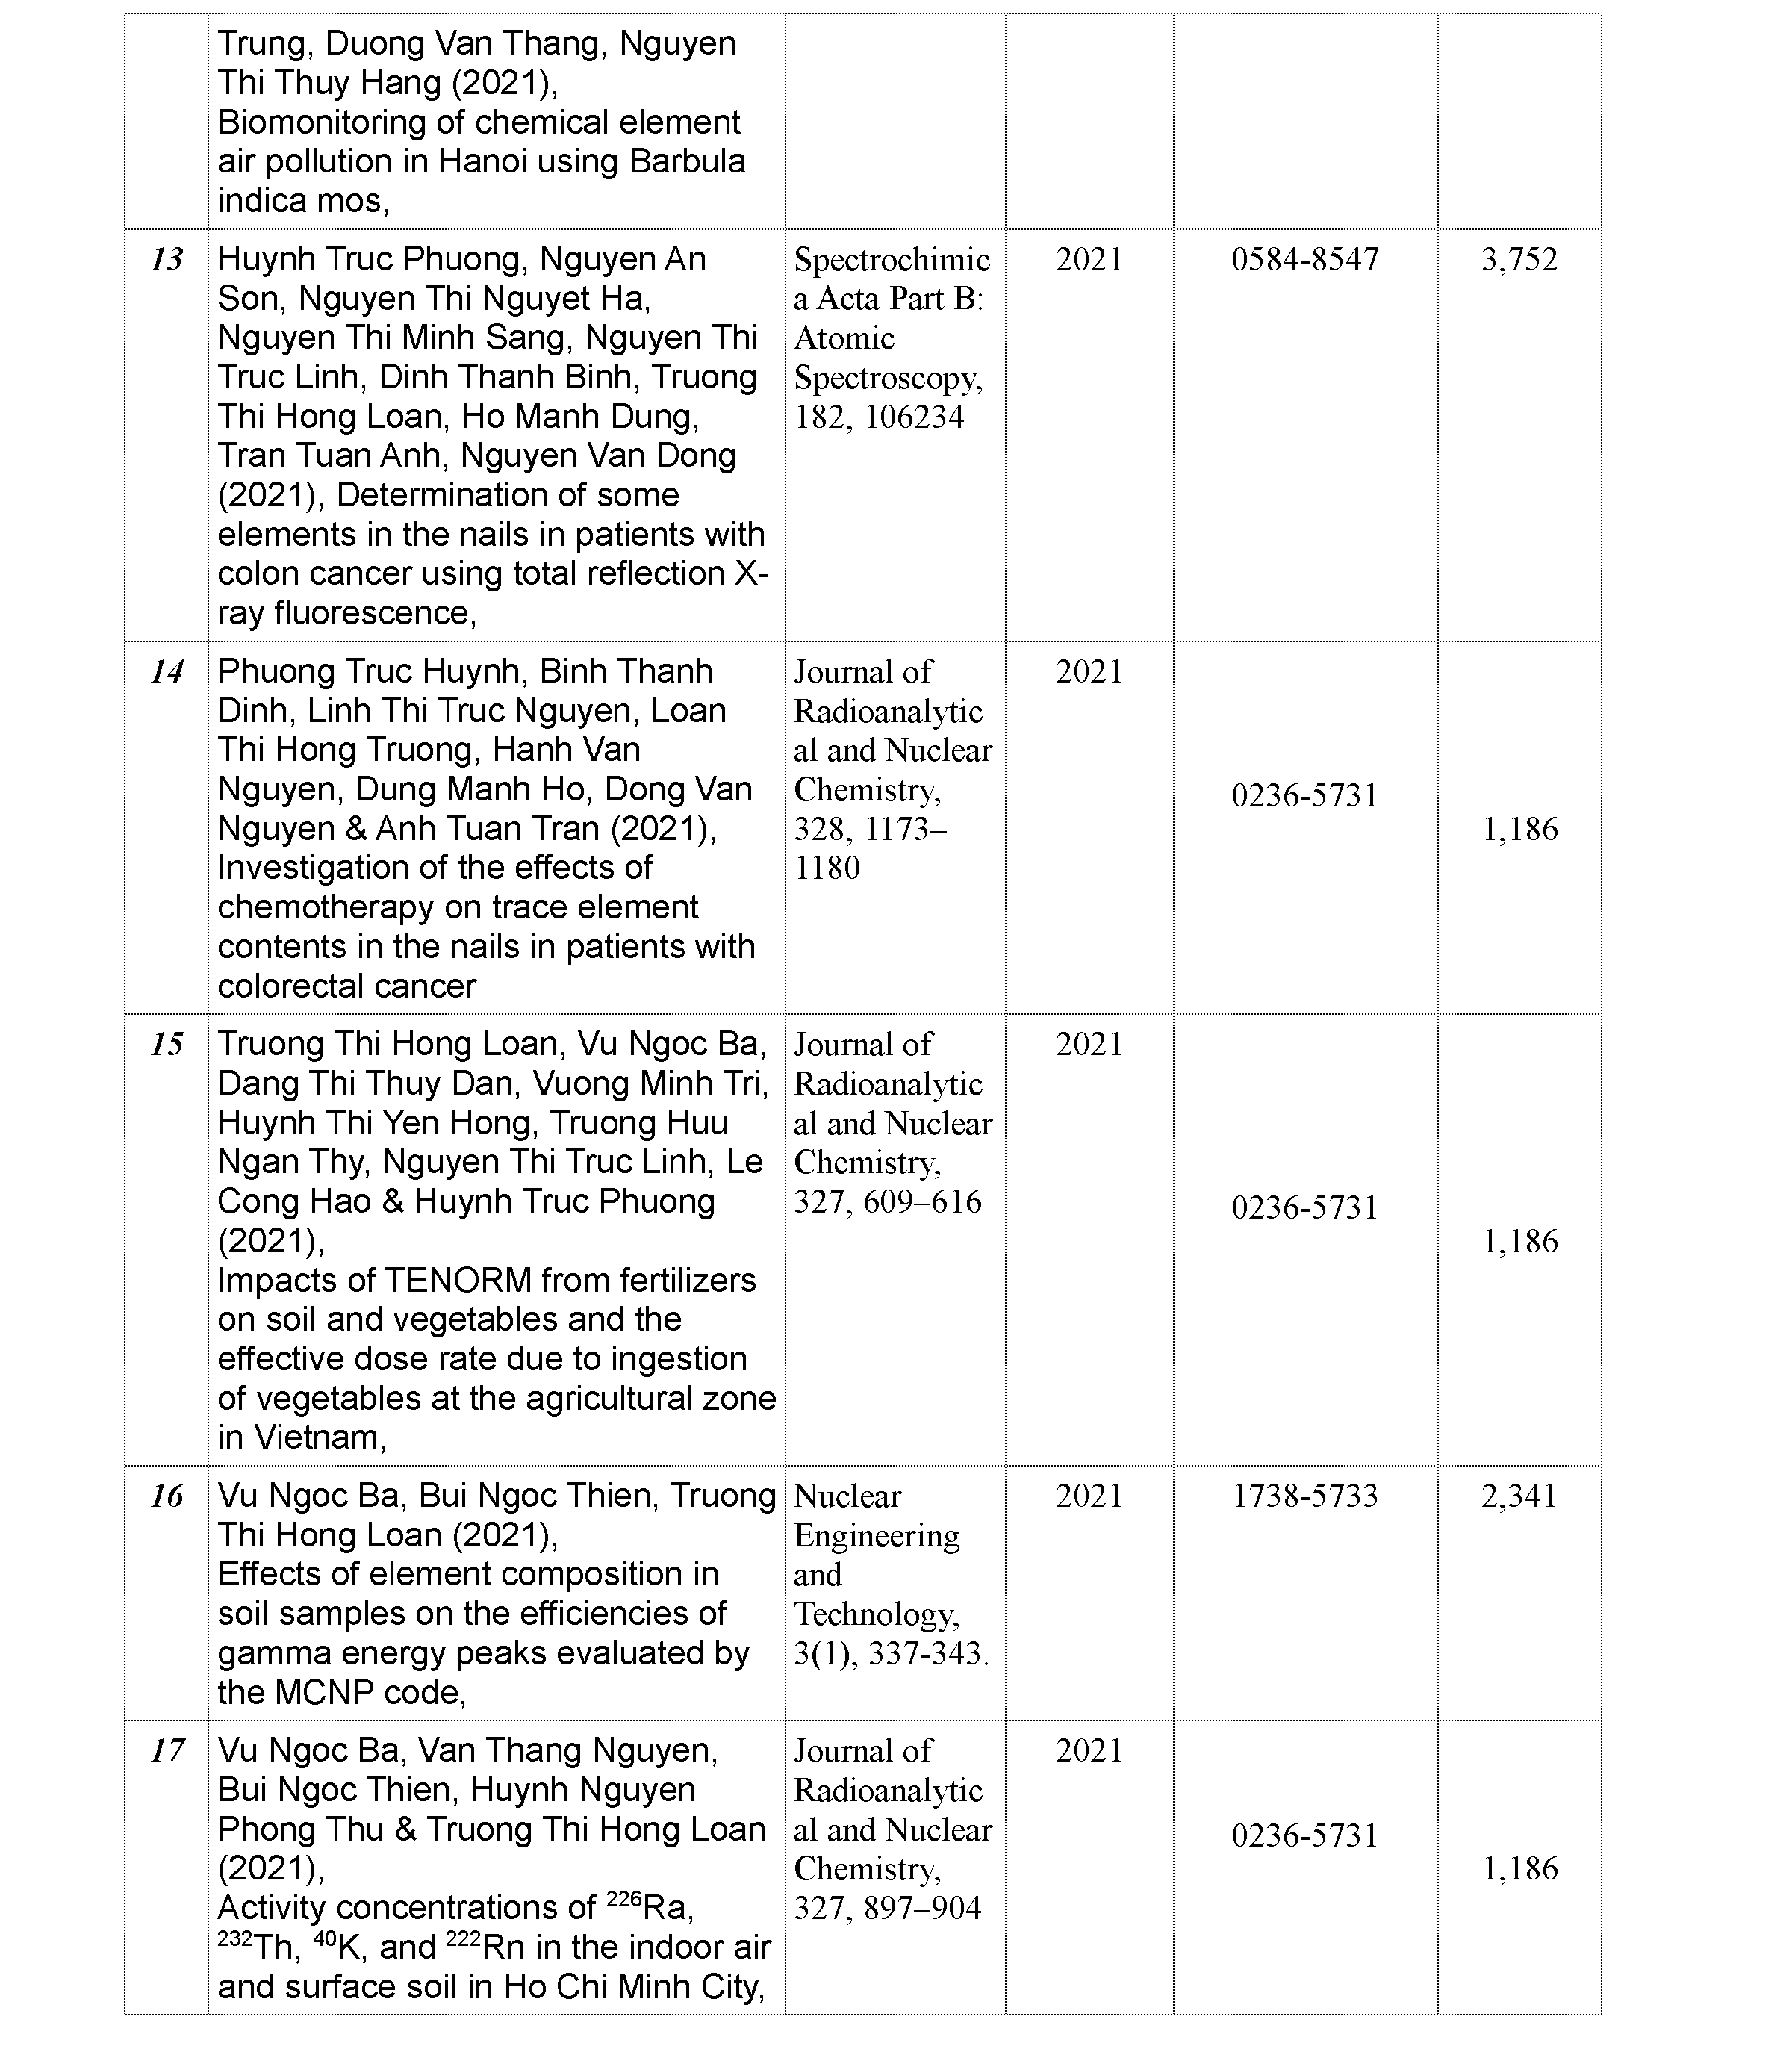 Trung, Duong Van Thang, Nguyen
Thi Thuy Hang (2021),
Biomonitoring of chemical element
air pollution in Hanoi using Barbula
indica mos,
13
Huynh Truc Phuong, Nguyen An
Son, Nguyen Thi Nguyet Ha,
Nguyen Thi Minh Sang, Nguyen Thi
Truc Linh, Dinh Thanh Binh, Truong
Thi Hong Loan, Ho Manh Dung,
Tran Tuan Anh, Nguyen Van Dong
(2021), Determination of some
elements in the nails in patients with
colon cancer using total reflection X-
ray fluorescence,
Spectrochimic
a Acta Part B:
Atomic
Spectroscopy,
182, 106234
2021
0584-8547
3,752
14
Phuong Truc Huynh, Binh Thanh
Dinh, Linh Thi Truc Nguyen, Loan
Thi Hong Truong, Hanh Van
Nguyen, Dung Manh Ho, Dong Van
Nguyen & Anh Tuan Tran (2021),
Investigation of the effects of
chemotherapy on trace element
contents in the nails in patients with
colorectal cancer
Journal of
Radioanalytic
al and Nuclear
Chemistry,
328, 1173–
1180
2021
0236-5731
1,186
15
Truong Thi Hong Loan, Vu Ngoc Ba,
Dang Thi Thuy Dan, Vuong Minh Tri,
Huynh Thi Yen Hong, Truong Huu
Ngan Thy, Nguyen Thi Truc Linh, Le
Cong Hao & Huynh Truc Phuong
(2021),
Impacts of TENORM from fertilizers
on soil and vegetables and the
effective dose rate due to ingestion
of vegetables at the agricultural zone
in Vietnam,
Journal of
Radioanalytic
al and Nuclear
Chemistry,
327, 609–616
2021
0236-5731
1,186
16
Vu Ngoc Ba, Bui Ngoc Thien, Truong
Thi Hong Loan (2021),
Effects of element composition in
soil samples on the efficiencies of
gamma energy peaks evaluated by
the MCNP code,
Nuclear
Engineering
and
Technology,
3(1), 337-343.
2021
1738-5733
2,341
17
Vu Ngoc Ba, Van Thang Nguyen,
Bui Ngoc Thien, Huynh Nguyen
Phong Thu & Truong Thi Hong Loan
(2021),
Activity concentrations of ²²⁶Ra,
²³²Th, ⁴⁰K, and ²²²Rn in the indoor air
and surface soil in Ho Chi Minh City,
Journal of
Radioanalytic
al and Nuclear
Chemistry,
327, 897–904
2021
0236-5731
1,186